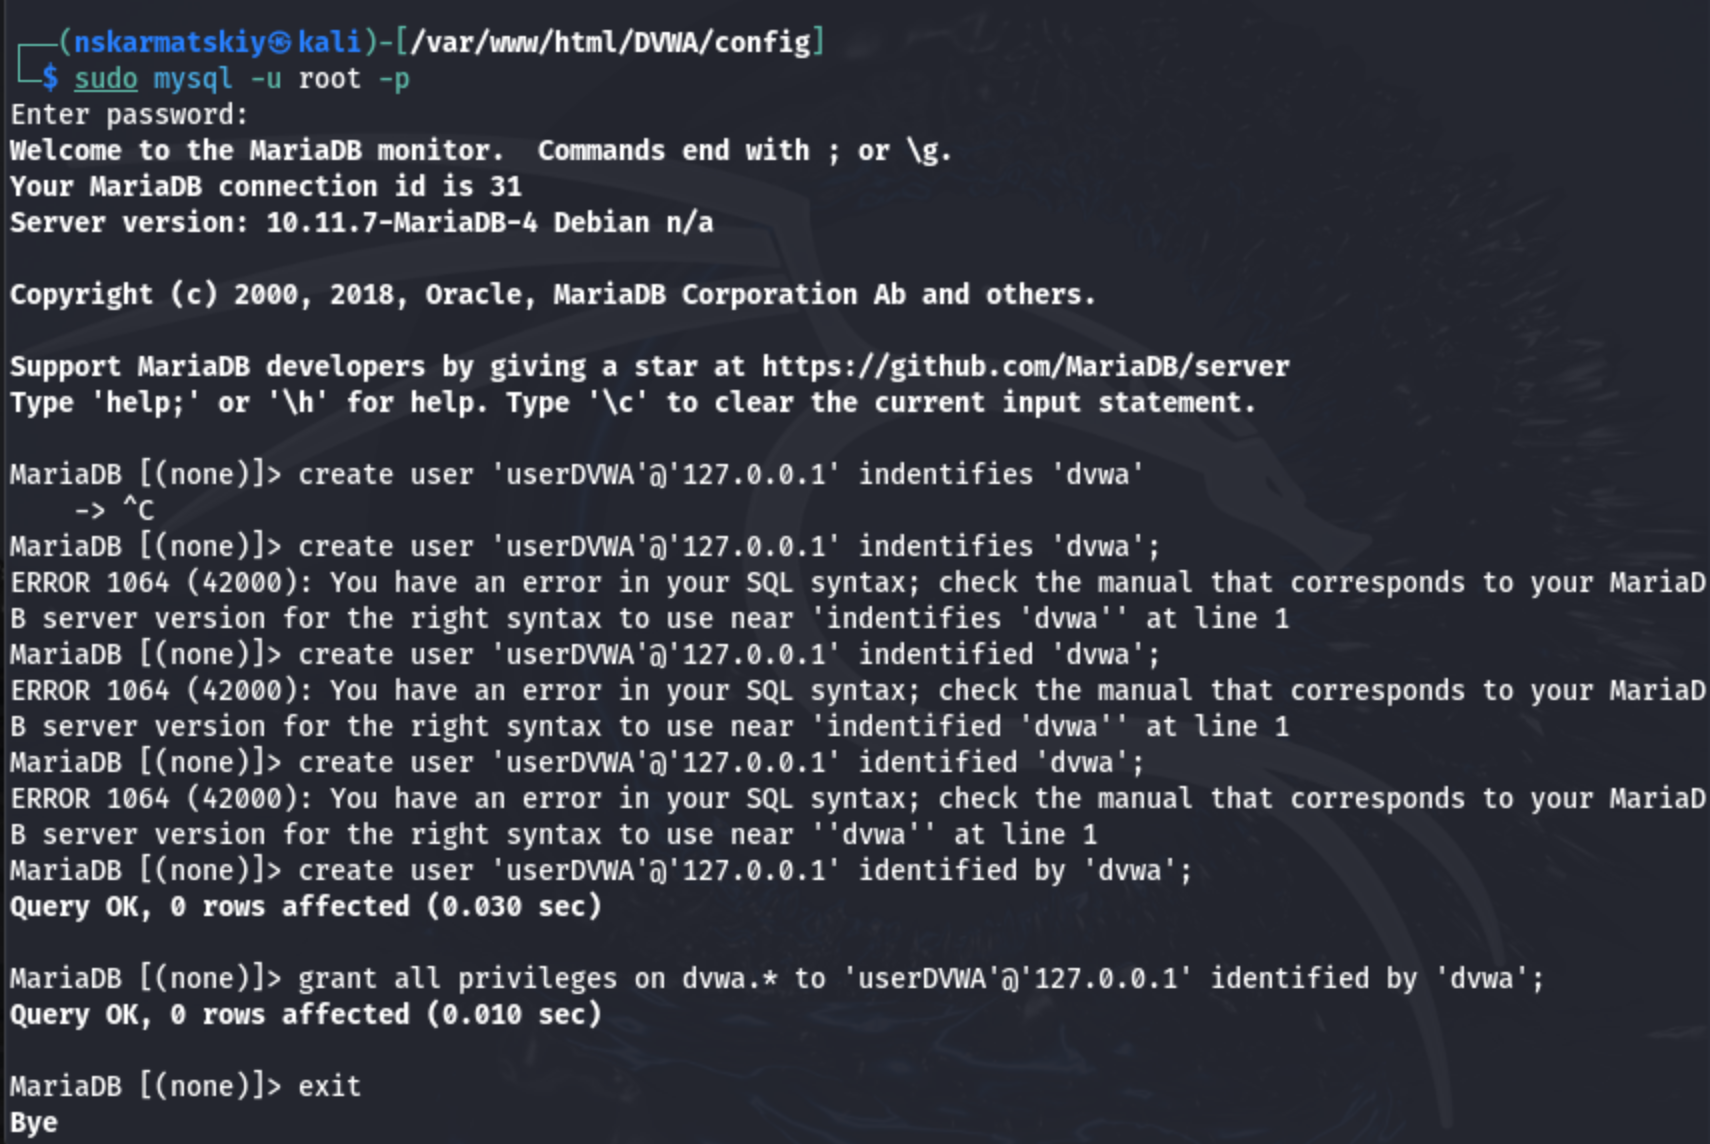 ┌──(nskarmatskiy㉿kali)-[/var/www/html/DVWA/config]
└─$ sudo mysql -u root -p
Enter password:
Welcome to the MariaDB monitor.  Commands end with ; or \g.
Your MariaDB connection id is 31
Server version: 10.11.7-MariaDB-4 Debian n/a

Copyright (c) 2000, 2018, Oracle, MariaDB Corporation Ab and others.

Support MariaDB developers by giving a star at https://github.com/MariaDB/server
Type 'help;' or '\h' for help. Type '\c' to clear the current input statement.

MariaDB [(none)]> create user 'userDVWA'@'127.0.0.1' indentifies 'dvwa'
    -> ^C
MariaDB [(none)]> create user 'userDVWA'@'127.0.0.1' indentifies 'dvwa';
ERROR 1064 (42000): You have an error in your SQL syntax; check the manual that corresponds to your MariaD
B server version for the right syntax to use near 'indentifies 'dvwa'' at line 1
MariaDB [(none)]> create user 'userDVWA'@'127.0.0.1' indentified 'dvwa';
ERROR 1064 (42000): You have an error in your SQL syntax; check the manual that corresponds to your MariaD
B server version for the right syntax to use near 'indentified 'dvwa'' at line 1
MariaDB [(none)]> create user 'userDVWA'@'127.0.0.1' identified 'dvwa';
ERROR 1064 (42000): You have an error in your SQL syntax; check the manual that corresponds to your MariaD
B server version for the right syntax to use near ''dvwa'' at line 1
MariaDB [(none)]> create user 'userDVWA'@'127.0.0.1' identified by 'dvwa';
Query OK, 0 rows affected (0.030 sec)

MariaDB [(none)]> grant all privileges on dvwa.* to 'userDVWA'@'127.0.0.1' identified by 'dvwa';
Query OK, 0 rows affected (0.010 sec)

MariaDB [(none)]> exit
Bye